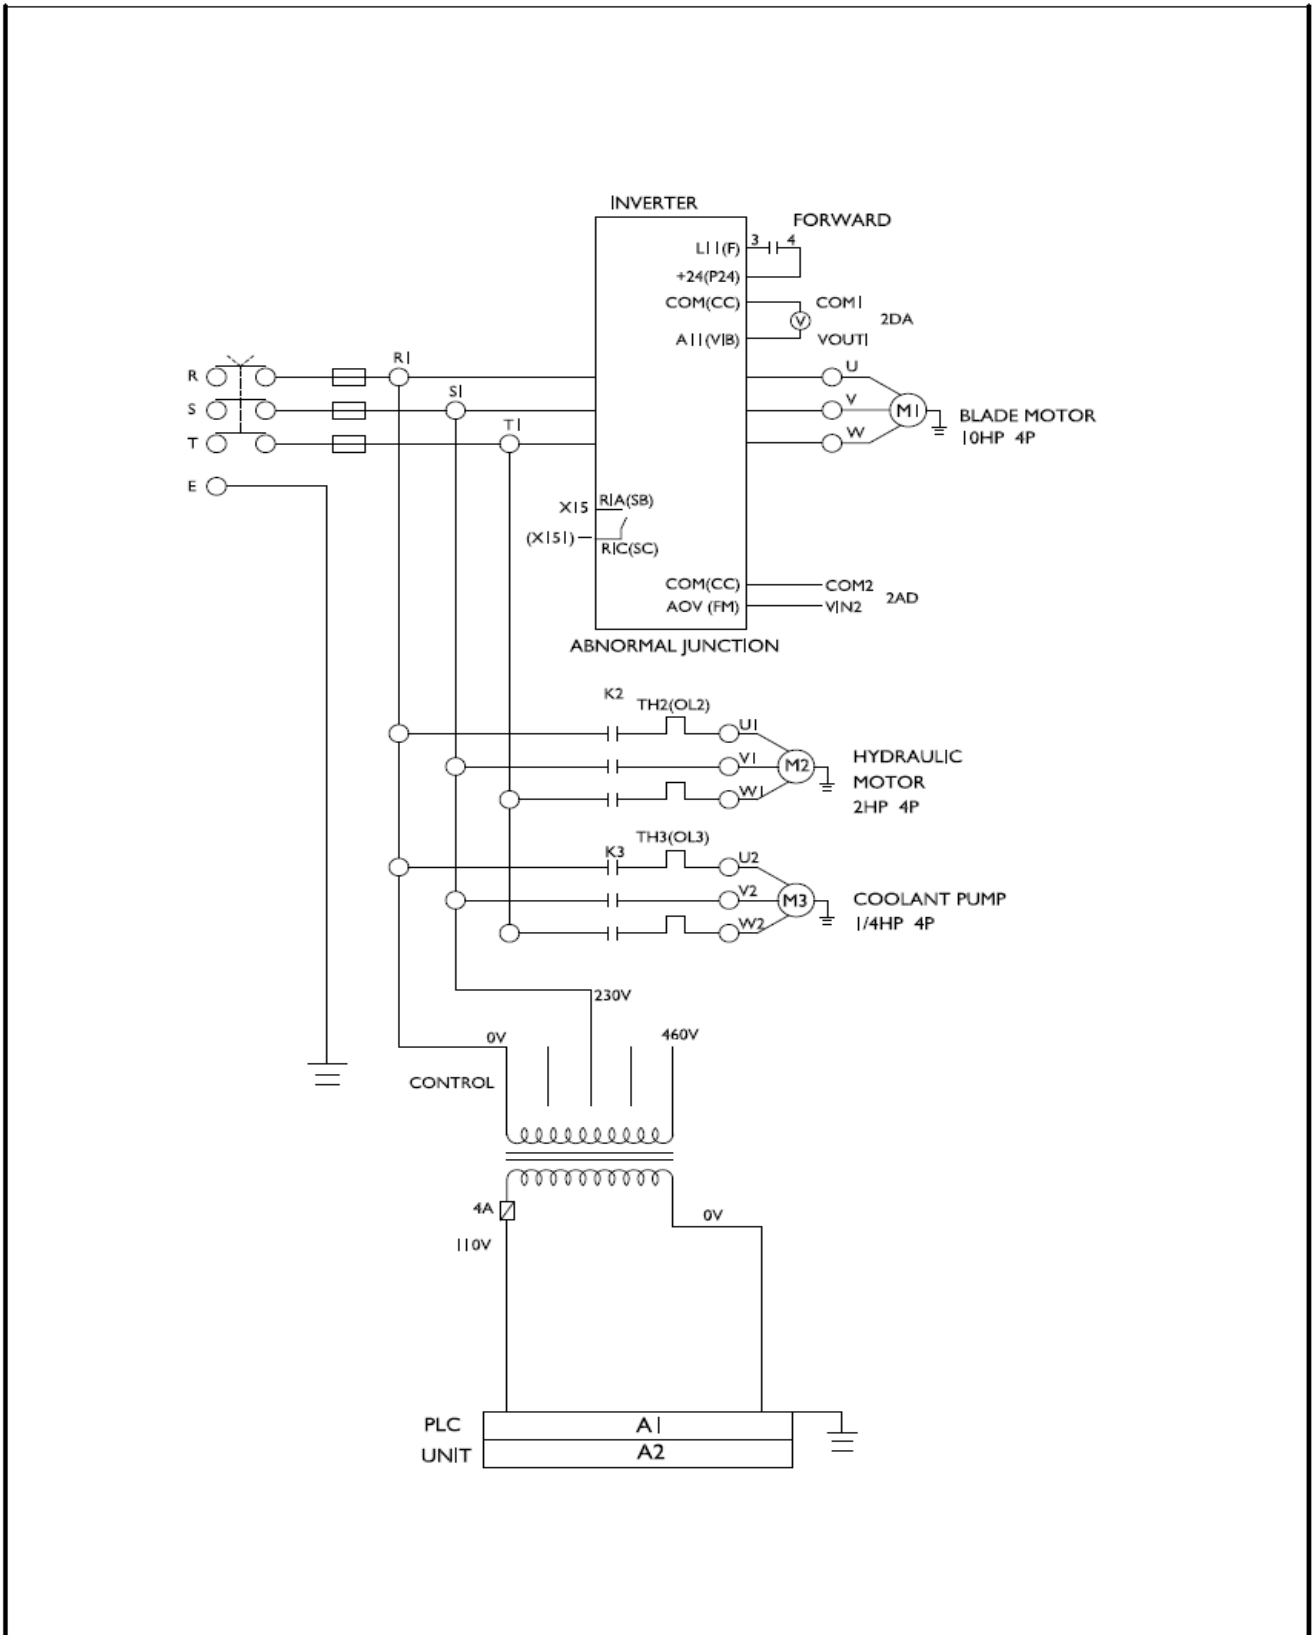 INVERTER
FORWARD
L11(F)
3
4
+24(P24)
COM(CC)
COM1
V
2DA
A11(VIB)
VOUT1
R
R1
S
S1
T
T1
E
U
V
W
M1
BLADE MOTOR
10HP 4P
X15
R1A(SB)
(X151)
R1C(SC)
COM(CC)
COM2
AOV (FM)
VIN2
2AD
ABNORMAL JUNCTION
K2
TH2(OL2)
U1
V1
W1
M2
HYDRAULIC
MOTOR
2HP 4P
K3
TH3(OL3)
U2
V2
W2
M3
COOLANT PUMP
1/4HP 4P
230V
0V
460V
CONTROL
4A
110V
0V
PLC
A1
UNIT
A2